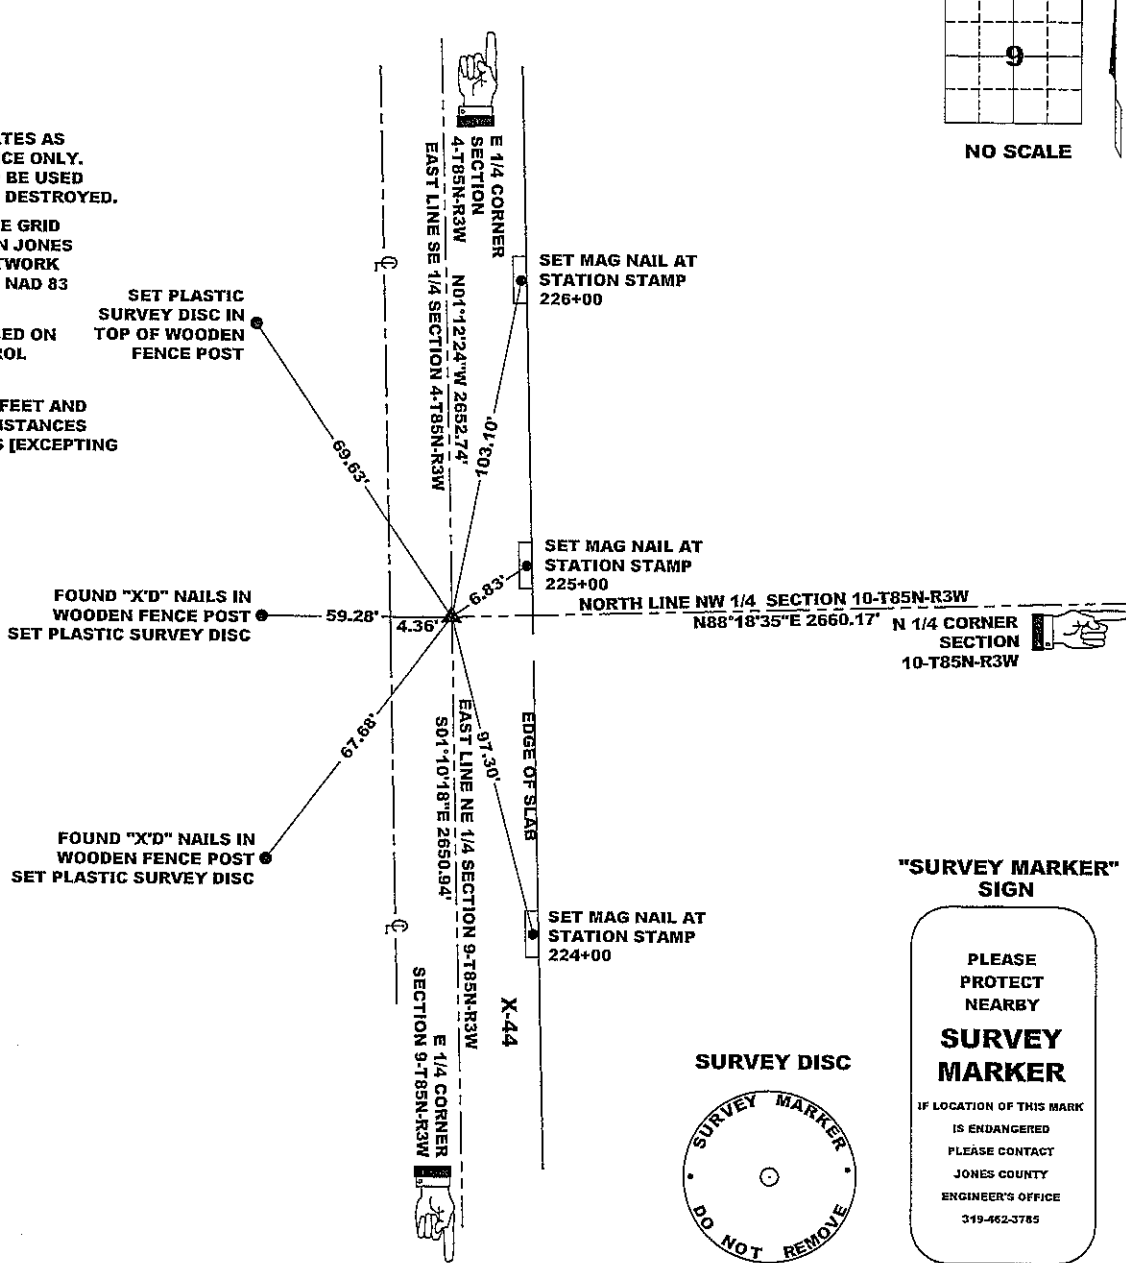 9
NO SCALE
TES AS
CE ONLY.
BE USED
DESTROYED.
E GRID
N JONES
TWORK
NAD 83
ED ON
ROL
FEET AND
ISTANCES
S [EXCEPTING
E 1/4 CORNER
SECTION
4-T85N-R3W
N01°12'24"W 2652.74'
EAST LINE SE 1/4 SECTION 4-T85N-R3W
CL
SET MAG NAIL AT
STATION STAMP
226+00
SET PLASTIC
SURVEY DISC IN
TOP OF WOODEN
FENCE POST
69.63'
103.10'
SET MAG NAIL AT
STATION STAMP
225+00
6.83'
FOUND "X'D" NAILS IN
WOODEN FENCE POST
SET PLASTIC SURVEY DISC
59.28'
4.36'
NORTH LINE NW 1/4 SECTION 10-T85N-R3W
N88°18'35"E 2660.17'
N 1/4 CORNER
SECTION
10-T85N-R3W
67.68'
97.30'
EDGE OF SLAB
EAST LINE NE 1/4 SECTION 9-T85N-R3W
S01°10'18"E 2650.94'
FOUND "X'D" NAILS IN
WOODEN FENCE POST
SET PLASTIC SURVEY DISC
CL
SET MAG NAIL AT
STATION STAMP
224+00
X-44
E 1/4 CORNER
SECTION 9-T85N-R3W
SURVEY DISC
SURVEY MARKER
DO NOT REMOVE
"SURVEY MARKER"
SIGN
PLEASE
PROTECT
NEARBY
SURVEY
MARKER
IF LOCATION OF THIS MARK
IS ENDANGERED
PLEASE CONTACT
JONES COUNTY
ENGINEER'S OFFICE
319-462-3785